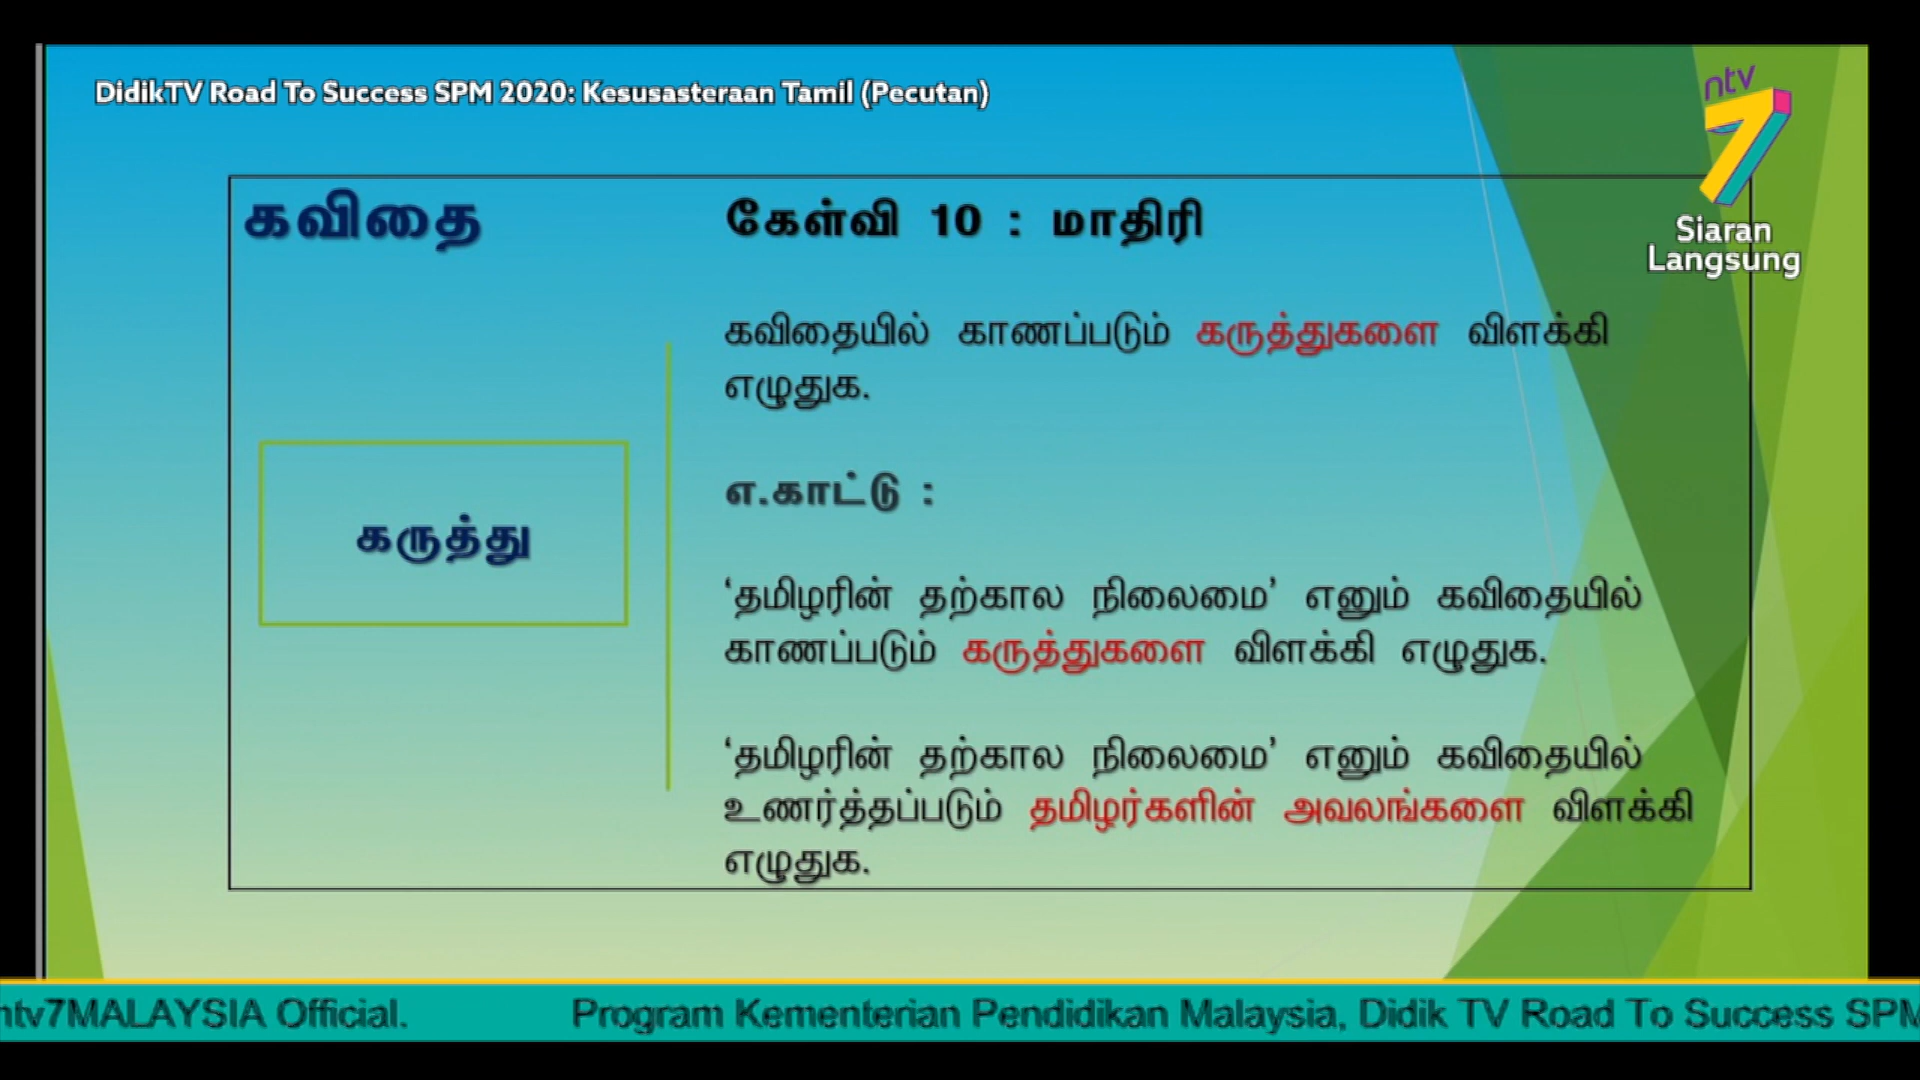 DidikTV Road To Success SPM 2020: Kesusasteraan Tamil (Pecutan)
ntv
7
Siaran
Langsung
கவிதை
கேள்வி 10 : மாதிரி
கவிதையில் காணப்படும் கருத்துகளை விளக்கி
எழுதுக.
கருத்து
எ.காட்டு :
‘தமிழரின் தற்கால நிலைமை’ எனும் கவிதையில்
காணப்படும் கருத்துகளை விளக்கி எழுதுக.
‘தமிழரின் தற்கால நிலைமை’ எனும் கவிதையில்
உணர்த்தப்படும் தமிழர்களின் அவலங்களை விளக்கி
எழுதுக.
ntv7MALAYSIA Official. Program Kementerian Pendidikan Malaysia, Didik TV Road To Success SPM